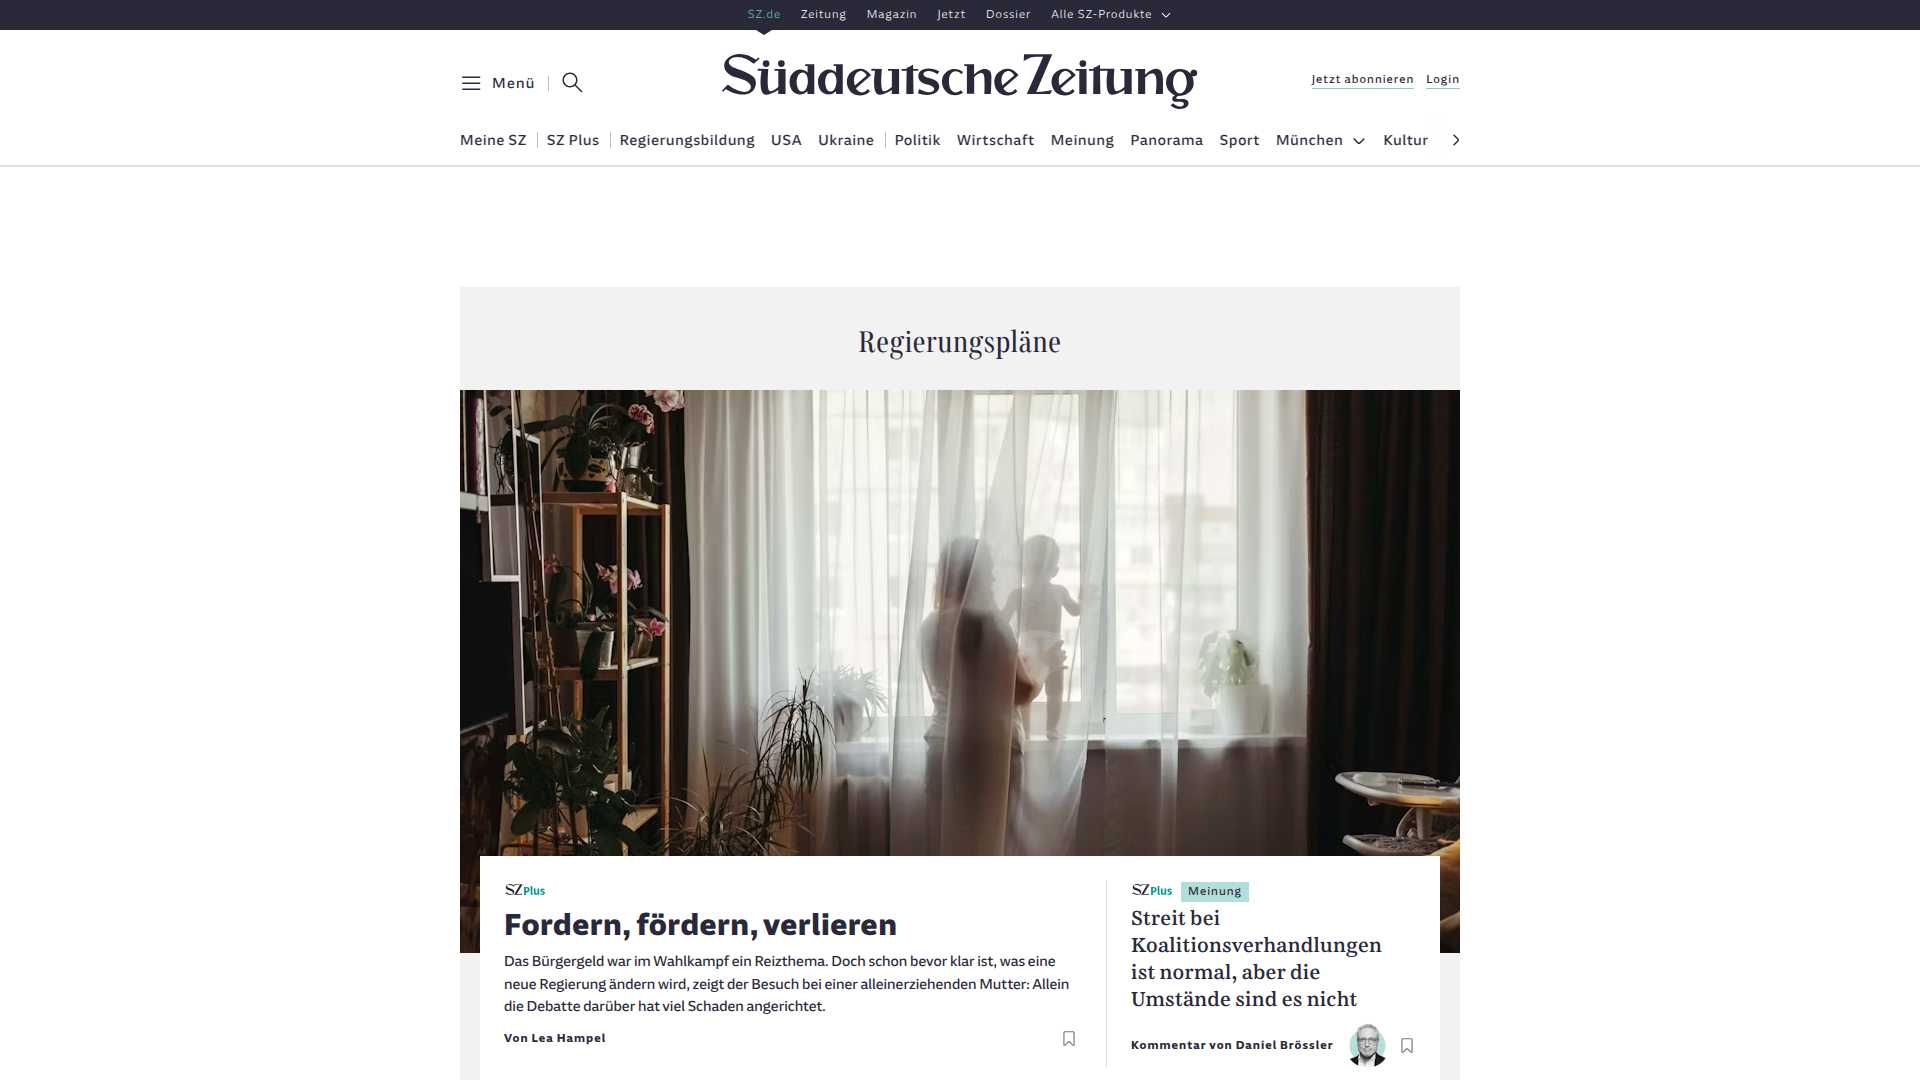 SZ.de Zeitung Magazin Jetzt Dossier Alle SZ-Produkte
Menü
Süddeutsche Zeitung
Jetzt abonnieren Login
Meine SZ SZ Plus Regierungsbildung USA Ukraine Politik Wirtschaft Meinung Panorama Sport München Kultur
Regierungspläne
SZ Plus
Fordern, fördern, verlieren
Das Bürgergeld war im Wahlkampf ein Reizthema. Doch schon bevor klar ist, was eine
neue Regierung ändern wird, zeigt der Besuch bei einer alleinerziehenden Mutter: Allein
die Debatte darüber hat viel Schaden angerichtet.
Von Lea Hampel
SZ Plus Meinung
Streit bei
Koalitionsverhandlungen
ist normal, aber die
Umstände sind es nicht
Kommentar von Daniel Brössler